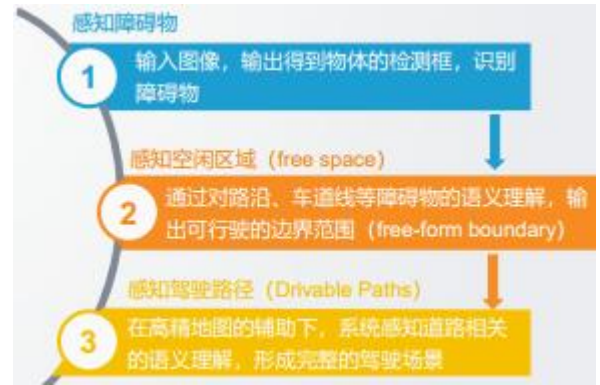 感知障碍物
1
输入图像，输出得到物体的检测框，识别
障碍物
感知空闲区域（free space）
2
通过对路沿、车道线等障碍物的语义理解，输
出可行驶的边界范围（free-form boundary）
感知驾驶路径（Drivable Paths）
3
在高精地图的辅助下，系统感知道路相关
的语义理解，形成完整的驾驶场景